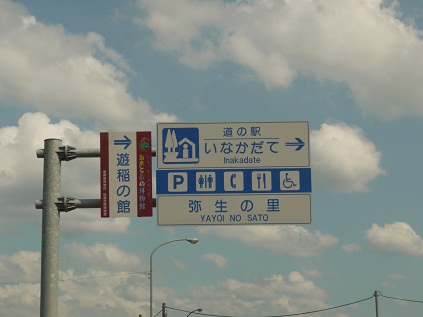 遊稲の館
道の駅
いなかだて
Inakadate
P
弥生の里
YAYOI NO SATO